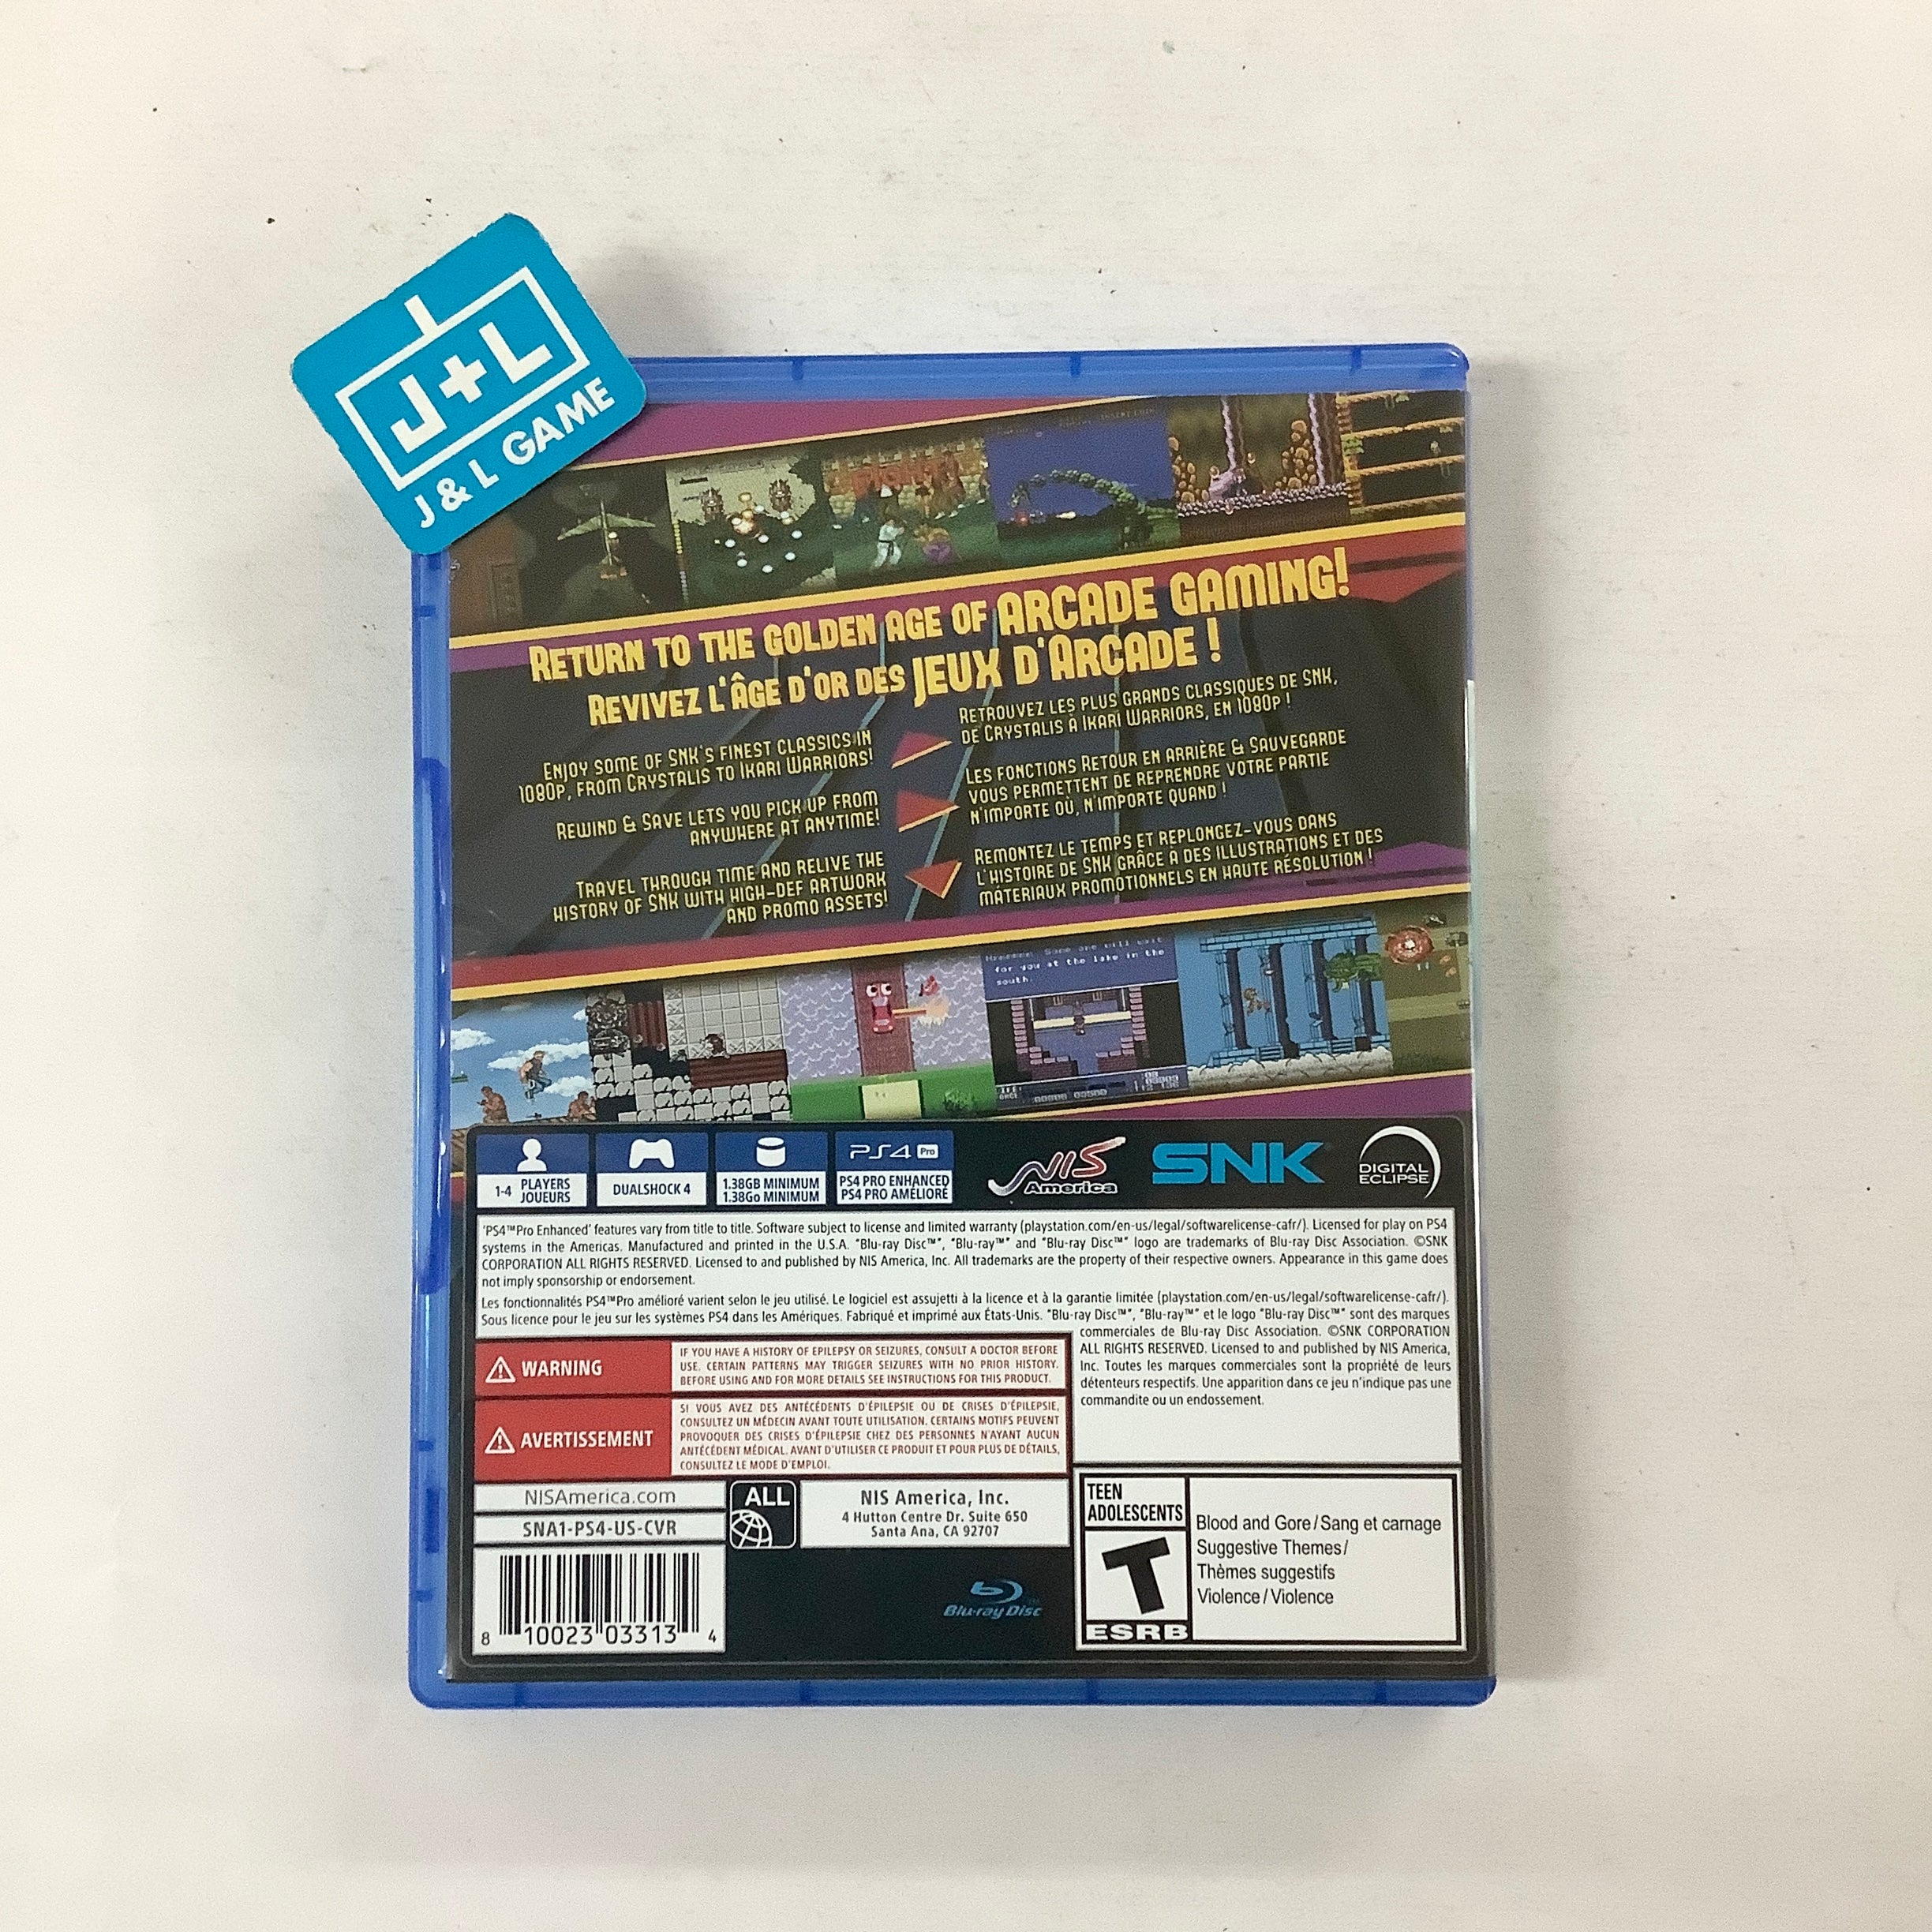 J+L
J & L GAME
RETURN TO THE GOLDEN AGE OF ARCADE GAMING!
REVIVEZ L'ÂGE D'OR DES JEUX D'ARCADE !
ENJOY SOME OF SNK'S FINEST CLASSICS IN
1080P, FROM CRYSTALIS TO IKARI WARRIORS!
REWIND & SAVE LETS YOU PICK UP FROM
ANYWHERE AT ANYTIME!
TRAVEL THROUGH TIME AND RELIVE THE
HISTORY OF SNK WITH HIGH-DEF ARTWORK
AND PROMO ASSETS!
RETROUVEZ LES PLUS GRANDS CLASSIQUES DE SNK,
DE CRYSTALIS À IKARI WARRIORS, EN 1080P !
LES FONCTIONS RETOUR EN ARRIÈRE & SAUVEGARDE
VOUS PERMETTENT DE REPRENDRE VOTRE PARTIE
N'IMPORTE OÙ, N'IMPORTE QUAND !
REMONTEZ LE TEMPS ET REPLONGEZ-VOUS DANS
L'HISTOIRE DE SNK GRÂCE À DES ILLUSTRATIONS ET DES
MÁTERIAUX PROMOTIONNELS EN HAUTE RÉSOLUTION !
for you at the lake in the
south.
1-4 PLAYERS
JOUEURS
DUALSHOCK 4
1.38GB MINIMUM
1.38Go MINIMUM
PS4 Pro
PS4 PRO ENHANCED
PS4 PRO AMÉLIORÉ
NIS
America
SNK
DIGITAL
ECLIPSE
'PS4™Pro Enhanced' features vary from title to title. Software subject to license and limited warranty (playstation.com/en-us/legal/softwarelicense-cafr/). Licensed for play on PS4
systems in the Americas. Manufactured and printed in the U.S.A. "Blu-ray Disc™", "Blu-ray™" and "Blu-ray Disc™" logo are trademarks of Blu-ray Disc Association. ©SNK
CORPORATION ALL RIGHTS RESERVED. Licensed to and published by NIS America, Inc. All trademarks are the property of their respective owners. Appearance in this game does
not imply sponsorship or endorsement.
Les fonctionnalités PS4™Pro amélioré varient selon le jeu utilisé. Le logiciel est assujetti à la licence et à la garantie limitée (playstation.com/en-us/legal/softwarelicense-cafr/).
Sous licence pour le jeu sur les systèmes PS4 dans les Amériques. Fabriqué et imprimé aux États-Unis. "Blu-ray Disc™", "Blu-ray™" et le logo "Blu-ray Disc™" sont des marques
commerciales de Blu-ray Disc Association. ©SNK CORPORATION
ALL RIGHTS RESERVED. Licensed to and published by NIS America,
Inc. Toutes les marques commerciales sont la propriété de leurs
détenteurs respectifs. Une apparition dans ce jeu n'indique pas une
commandite ou un endossement.
WARNING
IF YOU HAVE A HISTORY OF EPILEPSY OR SEIZURES, CONSULT A DOCTOR BEFORE
USE. CERTAIN PATTERNS MAY TRIGGER SEIZURES WITH NO PRIOR HISTORY.
BEFORE USING AND FOR MORE DETAILS SEE INSTRUCTIONS FOR THIS PRODUCT.
AVERTISSEMENT
SI VOUS AVEZ DES ANTÉCÉDENTS D'ÉPILEPSIE OU DE CRISES D'ÉPILEPSIE,
CONSULTEZ UN MÉDECIN AVANT TOUTE UTILISATION. CERTAINS MOTIFS PEUVENT
PROVOQUER DES CRISES D'ÉPILEPSIE CHEZ DES PERSONNES N'AYANT AUCUN
ANTÉCÉDENT MÉDICAL. AVANT D'UTILISER CE PRODUIT ET POUR PLUS DE DÉTAILS,
CONSULTEZ LE MODE D'EMPLOI.
NISAmerica.com
SNA1-PS4-US-CVR
ALL
NIS America, Inc.
4 Hutton Centre Dr. Suite 650
Santa Ana, CA 92707
8 10023 03313 4
Blu-ray Disc
TEEN
ADOLESCENTS
T
ESRB
Blood and Gore/Sang et carnage
Suggestive Themes/
Thèmes suggestifs
Violence/Violence